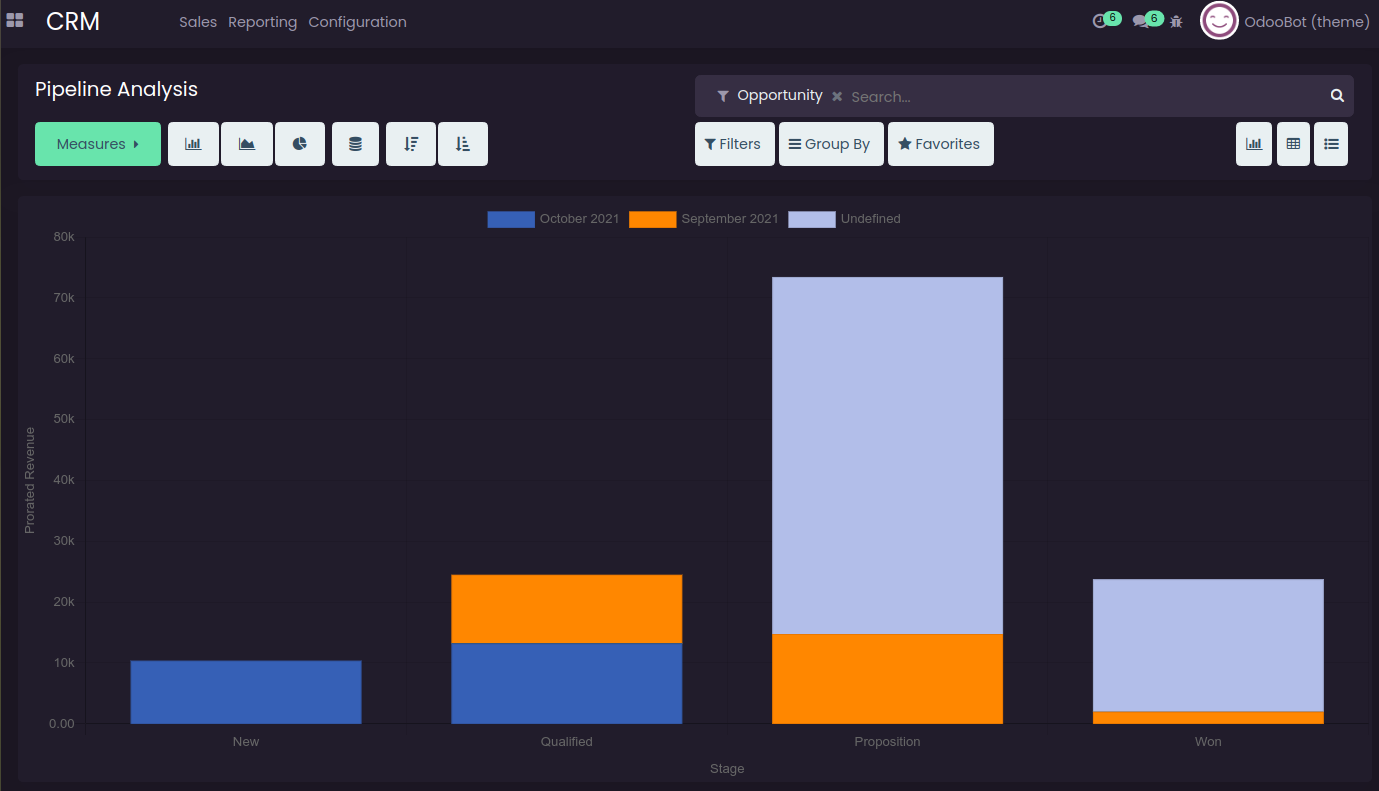 CRM Sales Reporting Configuration 6 6 OdooBot (theme)
Pipeline Analysis
Opportunity Search...
Measures Filters Group By Favorites
October 2021 September 2021 Undefined
80k
70k
60k
50k
40k
30k
20k
10k
0.00
Prorated Revenue
New Qualified Proposition Won
Stage